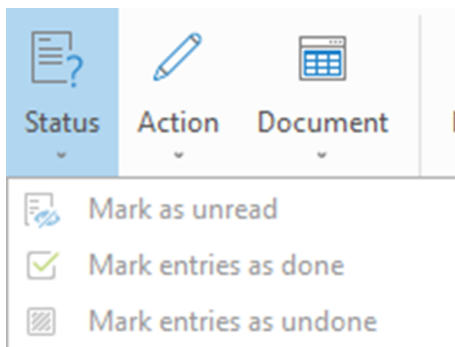 Status Action Document
Mark as unread
Mark entries as done
Mark entries as undone